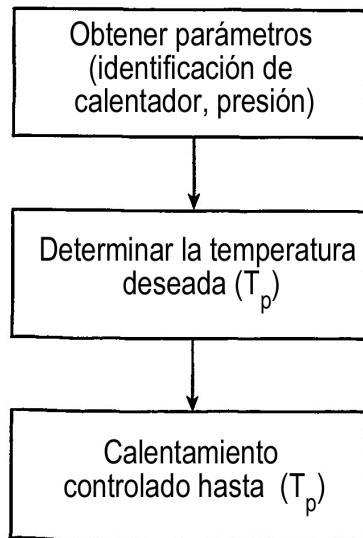 Obtener parámetros
(identificación de
calentador, presión)
Determinar la temperatura
deseada (Tp)
Calentamiento
controlado hasta (Tp)